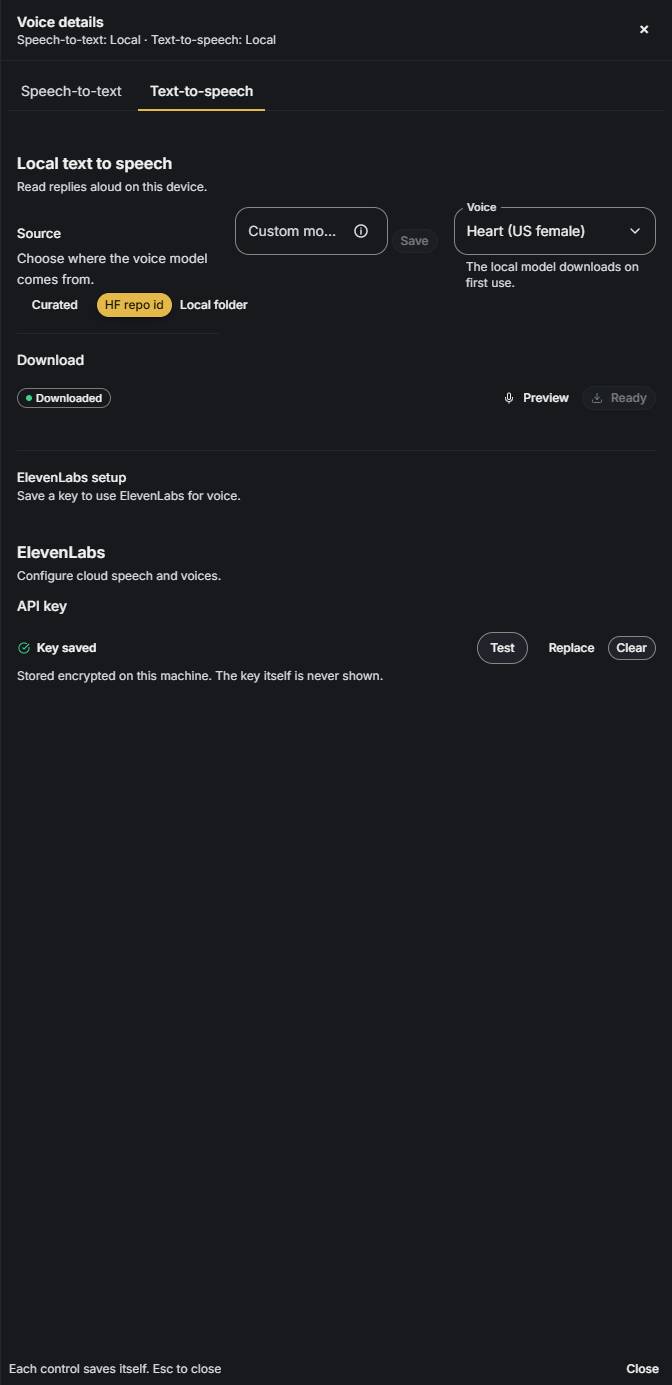 Voice details
Speech-to-text: Local · Text-to-speech: Local
Speech-to-text
Text-to-speech
Local text to speech
Read replies aloud on this device.
Source
Choose where the voice model
comes from.
Curated
HF repo id
Local folder
Custom mo...
Save
Voice
Heart (US female)
The local model downloads on
first use.
Download
Downloaded
Preview
Ready
ElevenLabs setup
Save a key to use ElevenLabs for voice.
ElevenLabs
Configure cloud speech and voices.
API key
Key saved
Test
Replace
Clear
Stored encrypted on this machine. The key itself is never shown.
Each control saves itself. Esc to close
Close